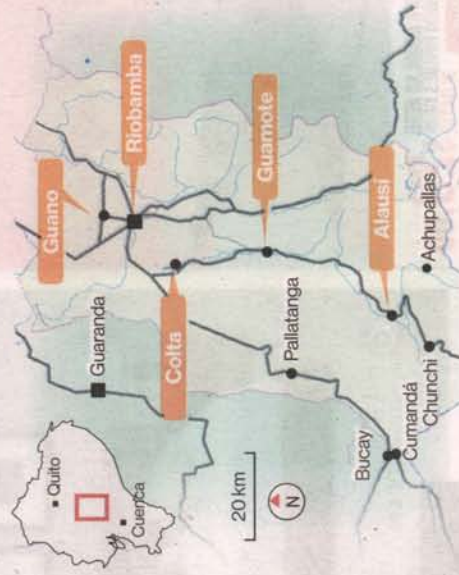 Quito
Cuenca
20 km
N
Guaranda
Guano
Riobamba
Colta
Guamote
Pallatanga
Alausí
Achupallas
Bucay
Cumandá
Chunchi